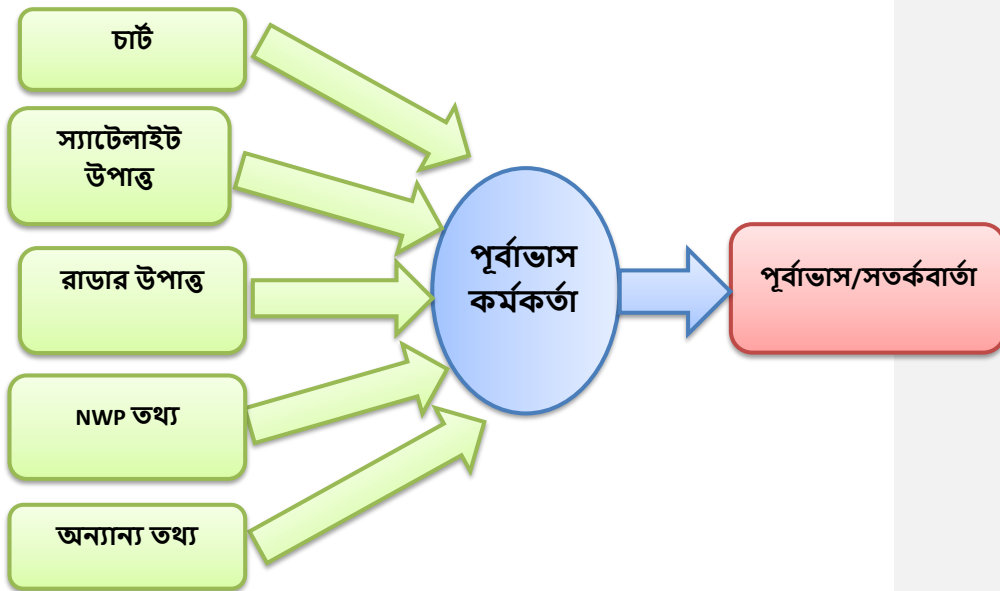 চার্ট
স্যাটেলাইট
উপাত্ত
রাডার উপাত্ত
NWP তথ্য
অন্যান্য তথ্য
পূর্বাভাস
কর্মকর্তা
পূর্বাভাস/সতর্কবার্তা